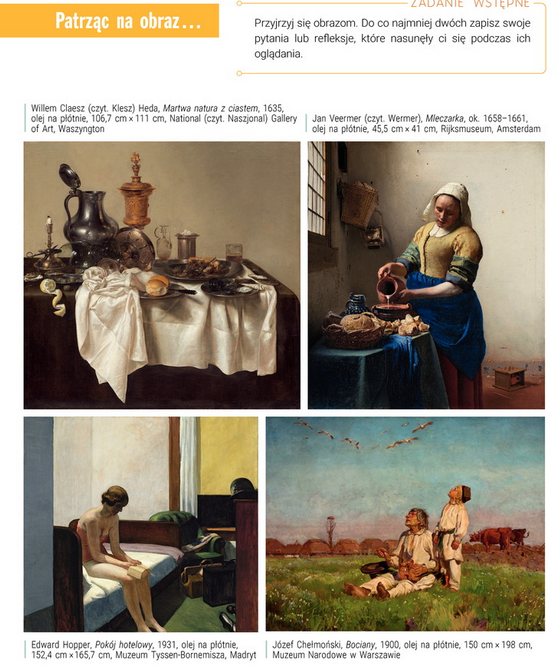 ZADANIE WSTĘPNE
Patrząc na obraz...
Przyjrzyj się obrazom. Do co najmniej dwóch zapisz swoje
pytania lub refleksje, które nasunęły ci się podczas ich
oglądania.
Willem Claesz (czyt. Klesz) Heda, Martwa natura z ciastem, 1635,
olej na płótnie, 106,7 cm × 111 cm, National (czyt. Naszjonal) Gallery
of Art, Waszyngton
Jan Veermer (czyt. Wermer), Mleczarka, ok. 1658–1661,
olej na płótnie, 45,5 cm × 41 cm, Rijksmuseum, Amsterdam
Edward Hopper, Pokój hotelowy, 1931, olej na płótnie,
152,4 cm × 165,7 cm, Muzeum Tyssen-Bornemisza, Madryt
Józef Chełmoński, Bociany, 1900, olej na płótnie, 150 cm × 198 cm,
Muzeum Narodowe w Warszawie